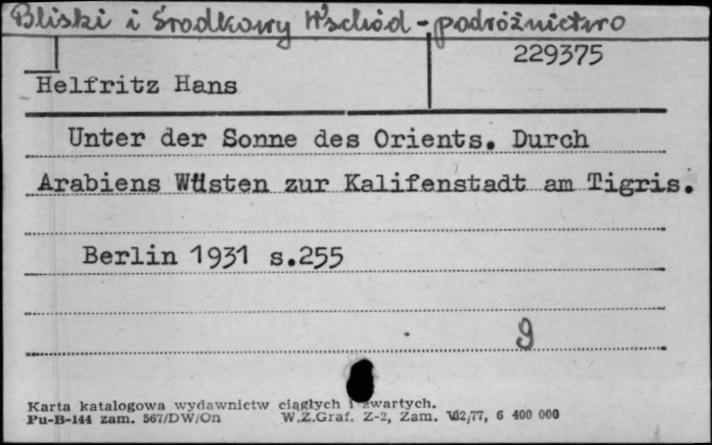 Bliski i Środkowy Wschód - podróżnictwo
229375
Helfritz Hans
Unter der Sonne des Orients. Durch
Arabiens Wüsten zur Kalifenstadt am Tigris.
Berlin 1931 s.255
9
Karta katalogowa wydawnictw ciągłych i zwartych.
Pu-B-144 zam. 567/DW/On W.Z.Graf. Z-2, Zam. 102/77, 6 400 000